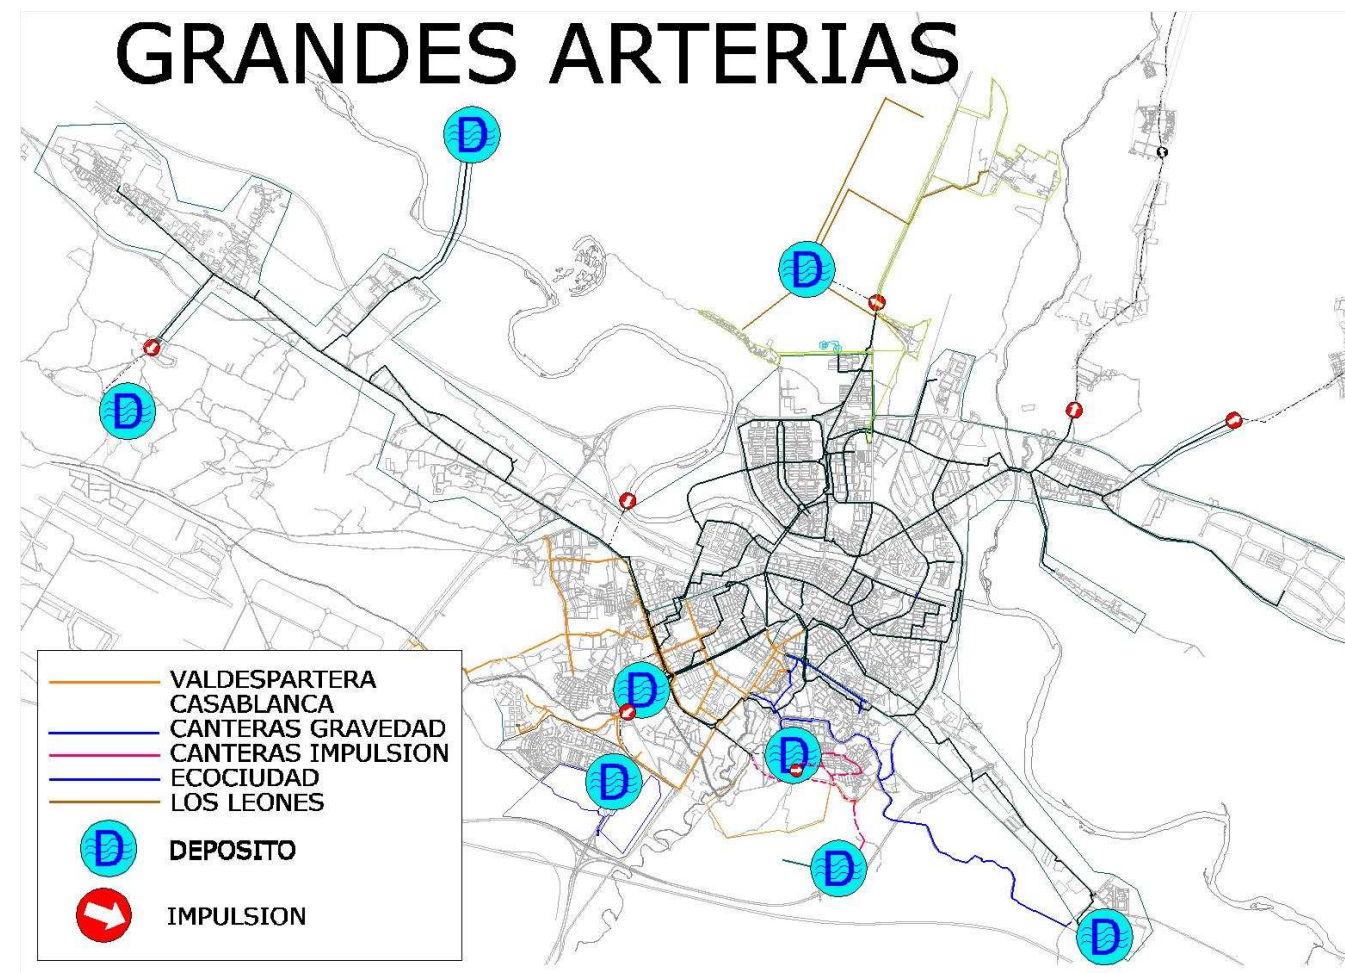 GRANDES ARTERIAS
D
D
D
D
D
D
D
D
VALDESPARTERA
CASABLANCA
CANTERAS GRAVEDAD
CANTERAS IMPULSION
ECOCIUDAD
LOS LEONES
D DEPOSITO
IMPULSION